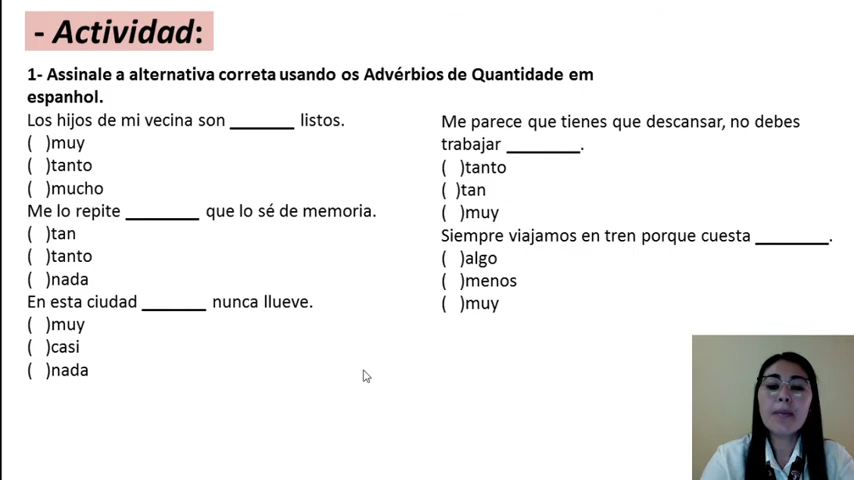 - Actividad:
1- Assinale a alternativa correta usando os Advérbios de Quantidade em
espanhol.
Los hijos de mi vecina son _______ listos.
( )muy
( )tanto
( )mucho
Me lo repite ________ que lo sé de memoria.
( )tan
( )tanto
( )nada
En esta ciudad _______ nunca llueve.
( )muy
( )casi
( )nada
Me parece que tienes que descansar, no debes
trabajar ________.
( )tanto
( )tan
( )muy
Siempre viajamos en tren porque cuesta ________.
( )algo
( )menos
( )muy